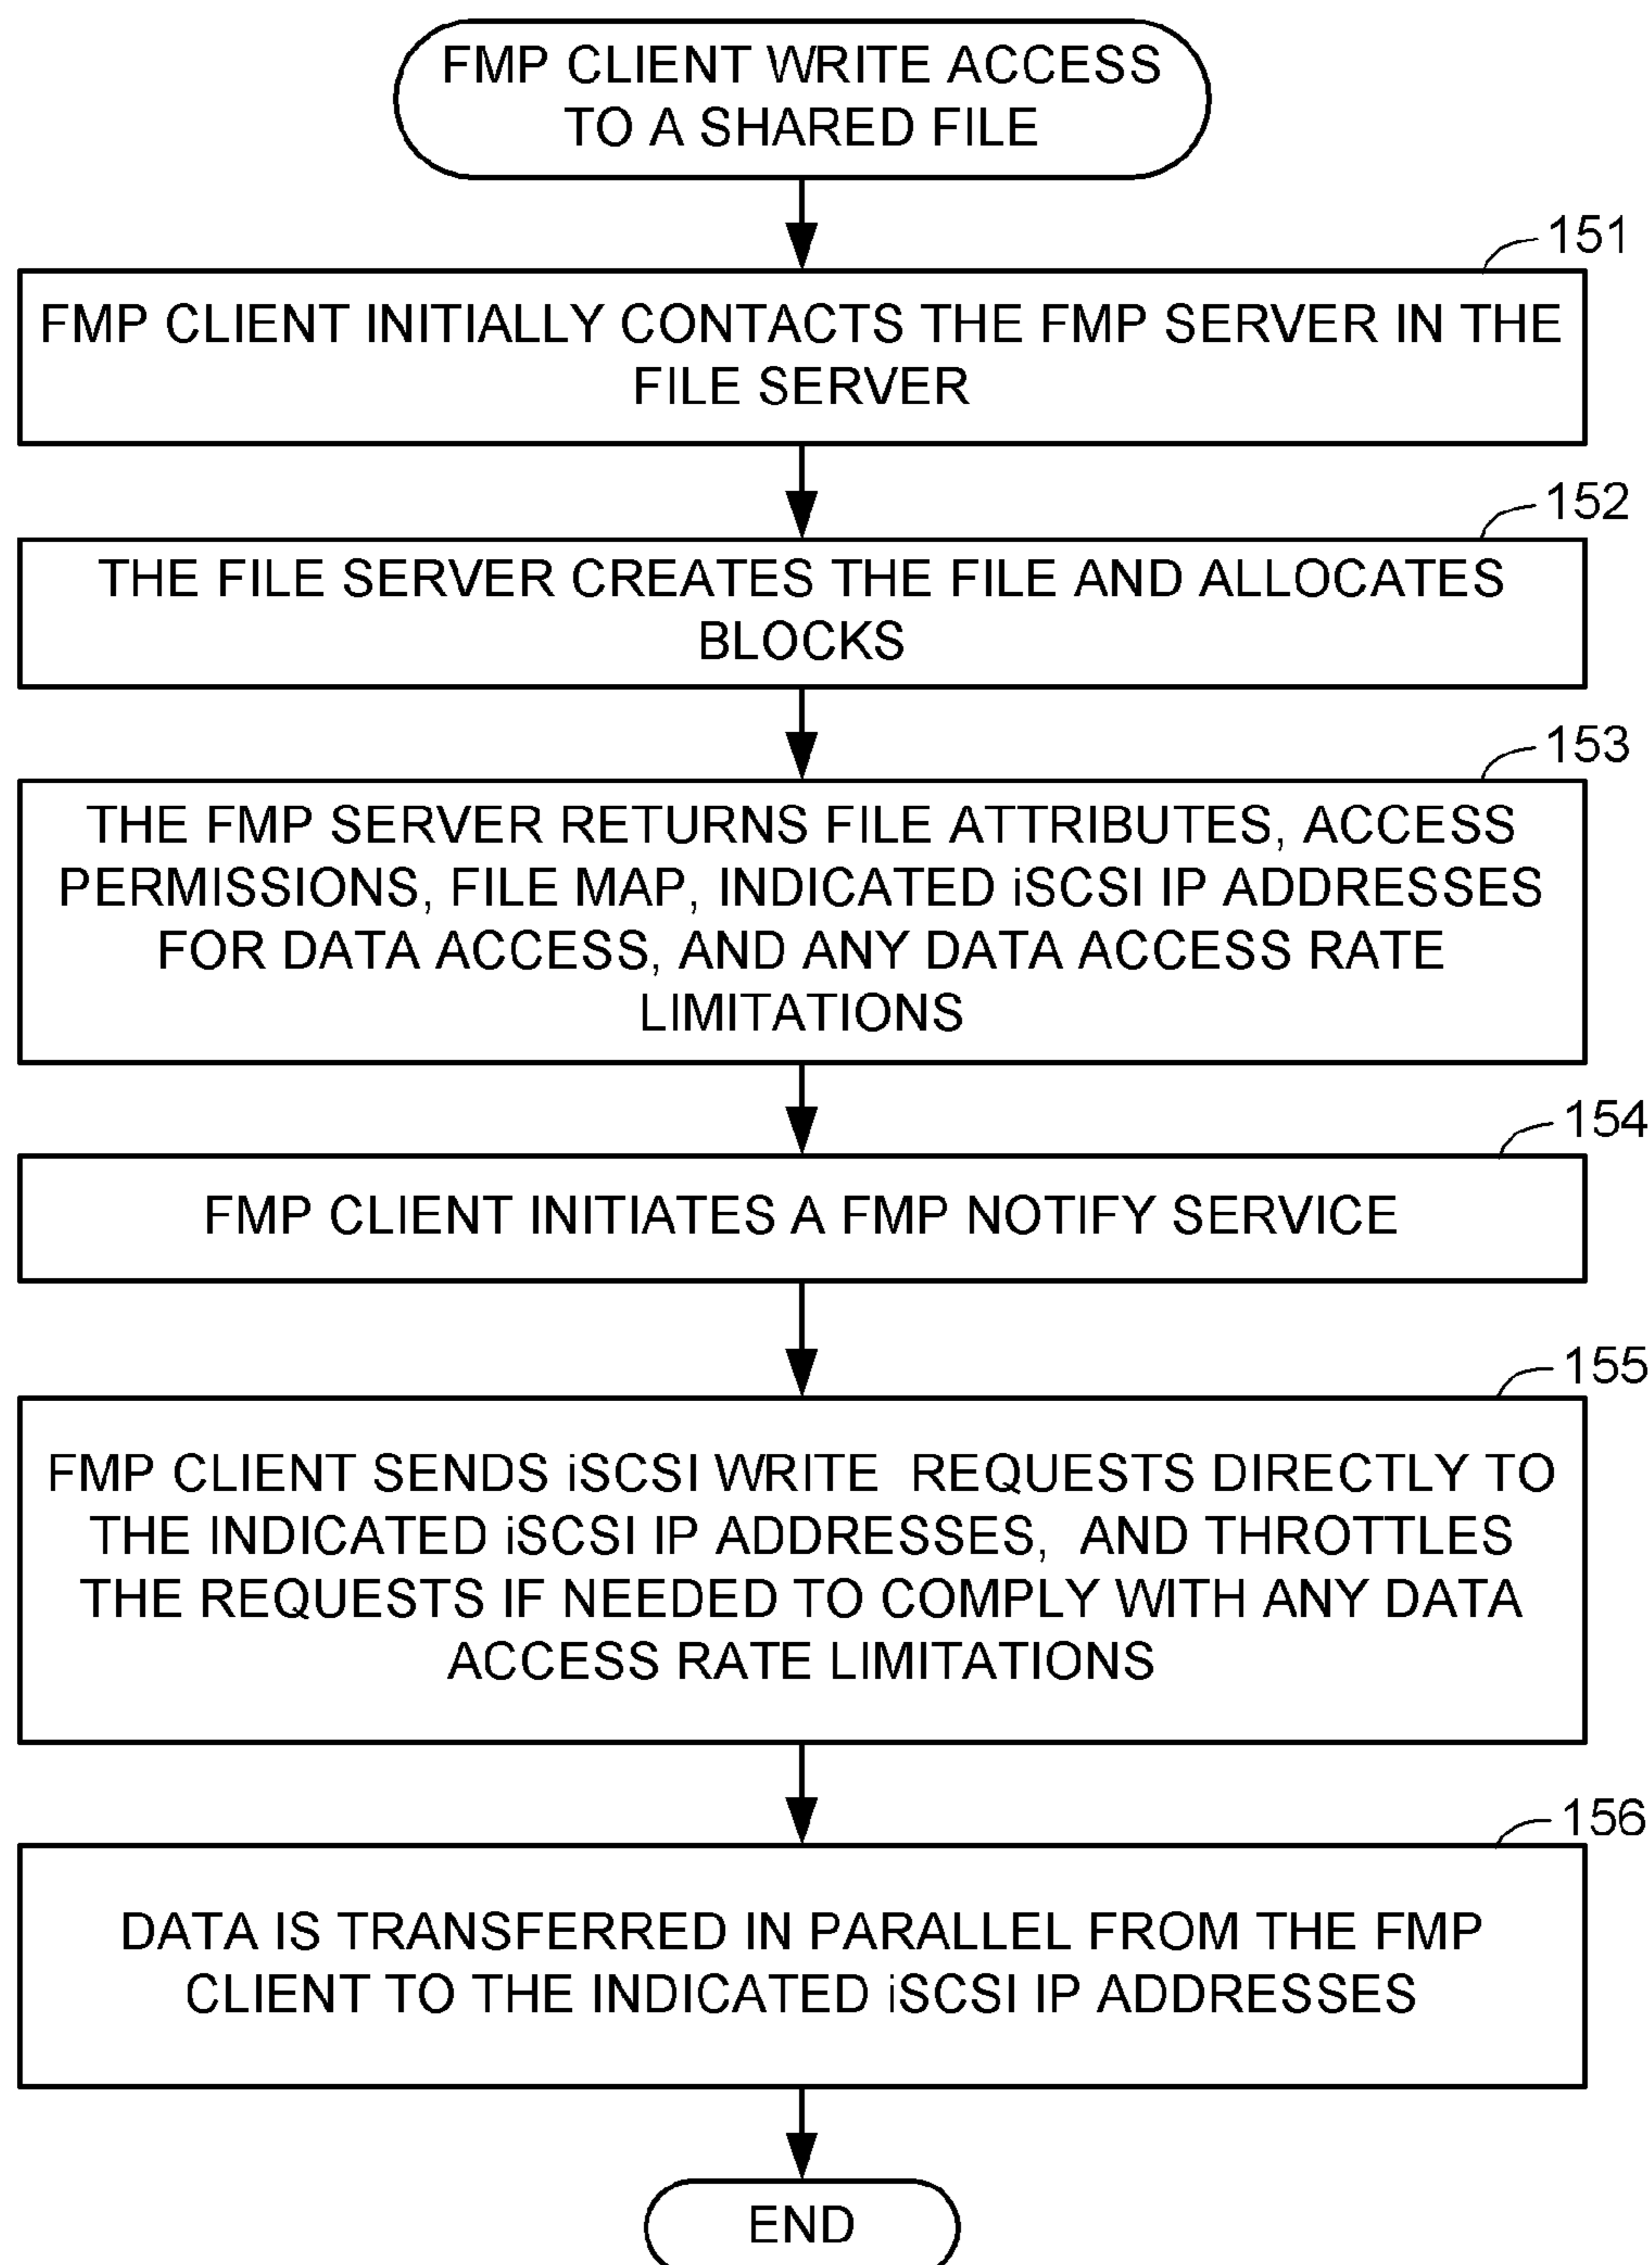 FMP CLIENT WRITE ACCESS
TO A SHARED FILE
151
FMP CLIENT INITIALLY CONTACTS THE FMP SERVER IN THE
FILE SERVER
152
THE FILE SERVER CREATES THE FILE AND ALLOCATES
BLOCKS
153
THE FMP SERVER RETURNS FILE ATTRIBUTES, ACCESS
PERMISSIONS, FILE MAP, INDICATED iSCSI IP ADDRESSES
FOR DATA ACCESS, AND ANY DATA ACCESS RATE
LIMITATIONS
154
FMP CLIENT INITIATES A FMP NOTIFY SERVICE
155
FMP CLIENT SENDS iSCSI WRITE REQUESTS DIRECTLY TO
THE INDICATED iSCSI IP ADDRESSES, AND THROTTLES
THE REQUESTS IF NEEDED TO COMPLY WITH ANY DATA
ACCESS RATE LIMITATIONS
156
DATA IS TRANSFERRED IN PARALLEL FROM THE FMP
CLIENT TO THE INDICATED iSCSI IP ADDRESSES
END